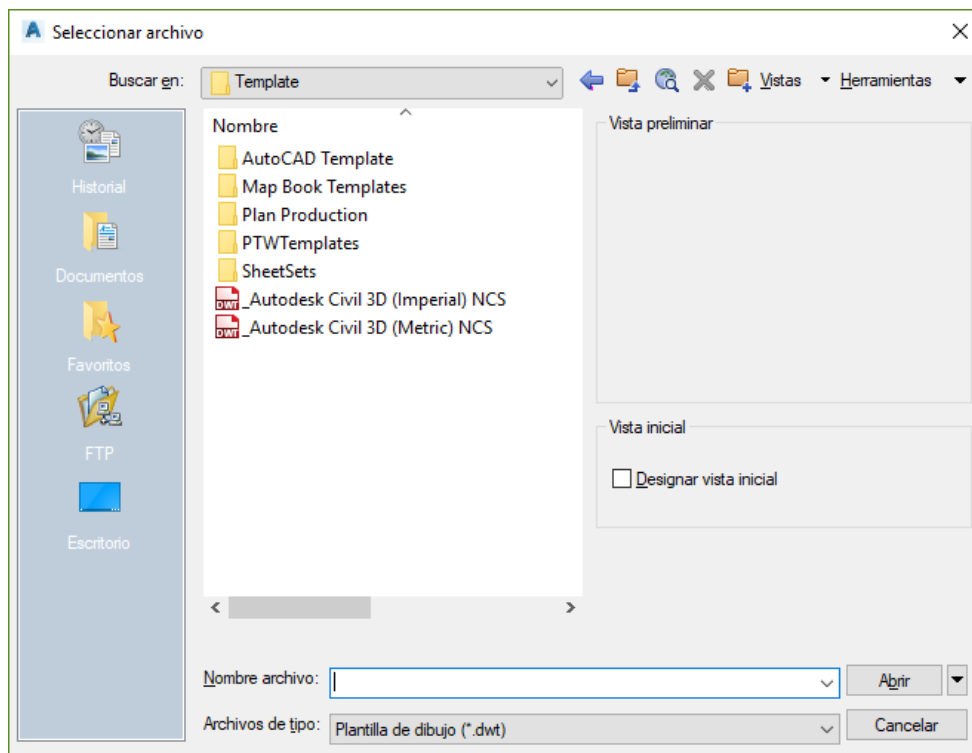 Seleccionar archivo
Buscar en:
Template
Vistas
Herramientas
Historial
Documentos
Favoritos
FTP
Escritorio
Nombre
AutoCAD Template
Map Book Templates
Plan Production
PTWTemplates
SheetSets
DWT _Autodesk Civil 3D (Imperial) NCS
DWT _Autodesk Civil 3D (Metric) NCS
Vista preliminar
Vista inicial
Designar vista inicial
Nombre archivo:
Abrir
Archivos de tipo:
Plantilla de dibujo (*.dwt)
Cancelar